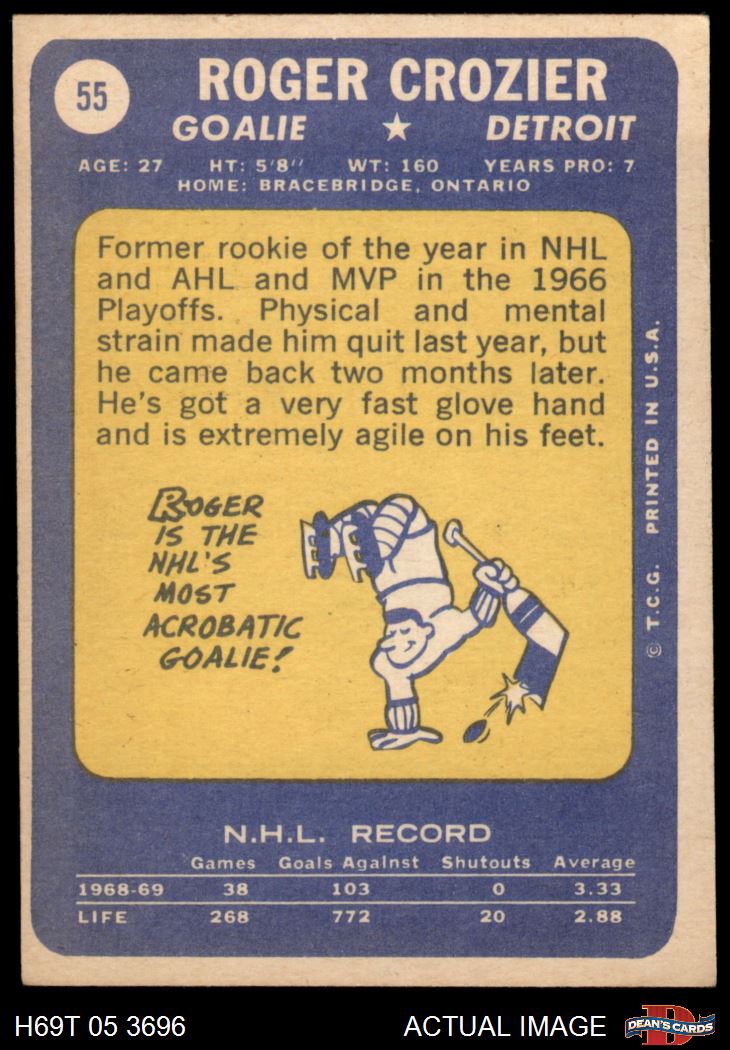 55
ROGER CROZIER
GOALIE ★ DETROIT
AGE: 27 HT: 5'8'' WT: 160 YEARS PRO: 7
HOME: BRACEBRIDGE, ONTARIO
Former rookie of the year in NHL
and AHL and MVP in the 1966
Playoffs. Physical and mental
strain made him quit last year, but
he came back two months later.
He's got a very fast glove hand
and is extremely agile on his feet.
ROGER
IS THE
NHL'S
MOST
ACROBATIC
GOALIE!
© T.C.G. PRINTED IN U.S.A.
N.H.L. RECORD
Games Goals Against Shutouts Average
1968-69 38 103 0 3.33
LIFE 268 772 20 2.88
H69T 05 3696 ACTUAL IMAGE
D
DEAN'S CARDS